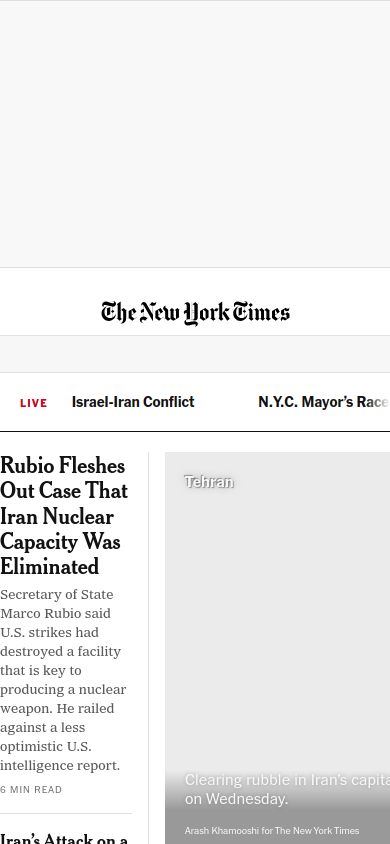 The New York Times
LIVE
Israel-Iran Conflict
N.Y.C. Mayor's Race
Rubio Fleshes
Out Case That
Iran Nuclear
Capacity Was
Eliminated
Secretary of State
Marco Rubio said
U.S. strikes had
destroyed a facility
that is key to
producing a nuclear
weapon. He railed
against a less
optimistic U.S.
intelligence report.
6 MIN READ
Iran's Attack on a
Tehran
Clearing rubble in Iran's capita
on Wednesday.
Arash Khamooshi for The New York Times